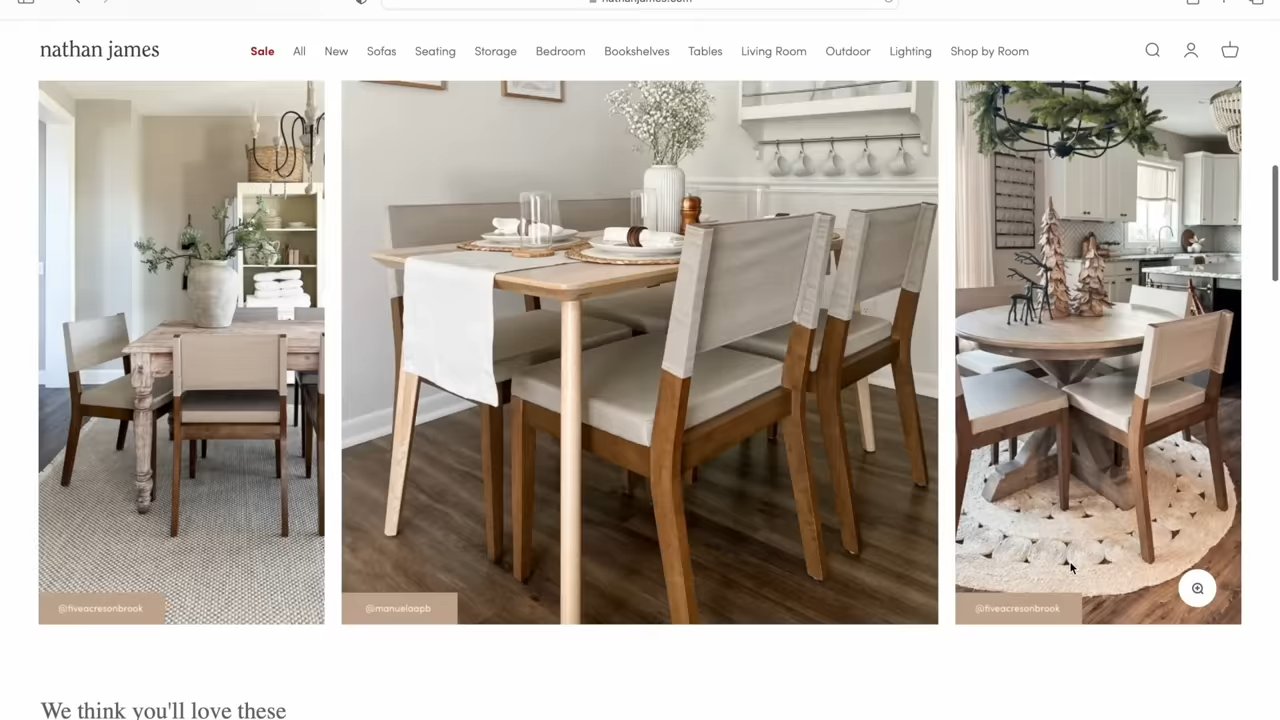 nathan james
Sale All New Sofas Seating Storage Bedroom Bookshelves Tables Living Room Outdoor Lighting Shop by Room
@fiveacresonbrook
@manuelaapb
@fiveacresonbrook
We think you'll love these